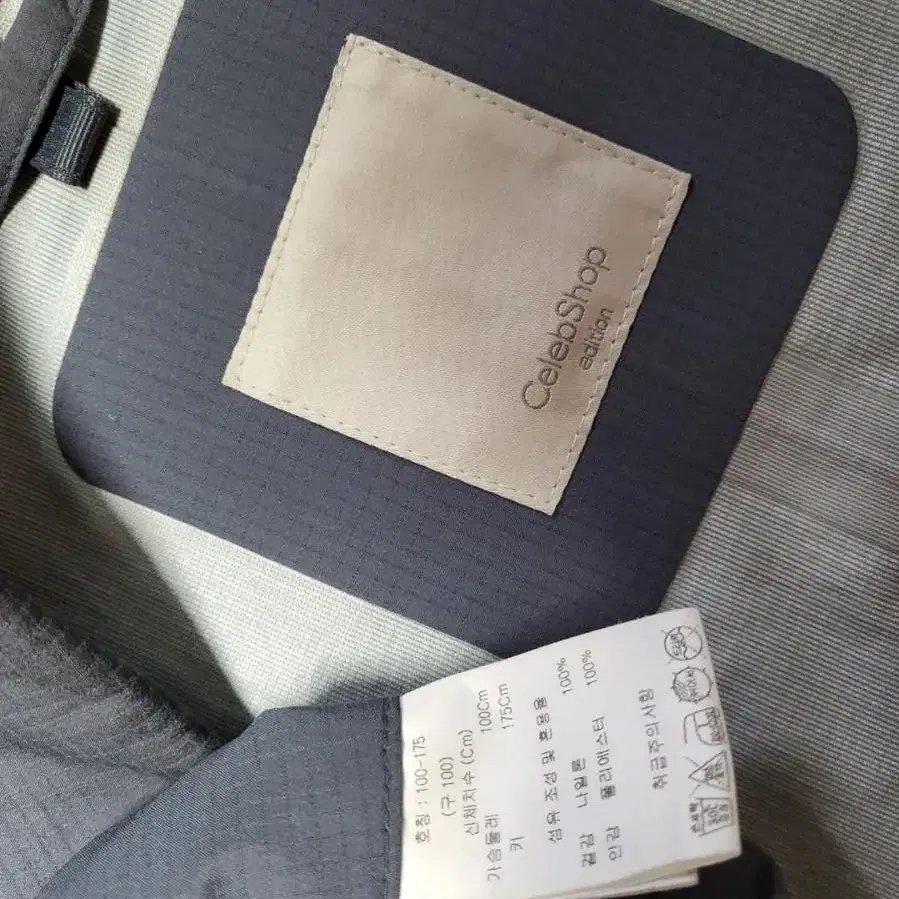 CelebShop
edition
호칭 : 100-175
(구 100)
신체치수 (Cm)
가슴둘레 100Cm
키 175Cm
섬유 조성 및 혼용율
겉감 나일론 100%
안감 폴리에스터 100%
취급주의사항